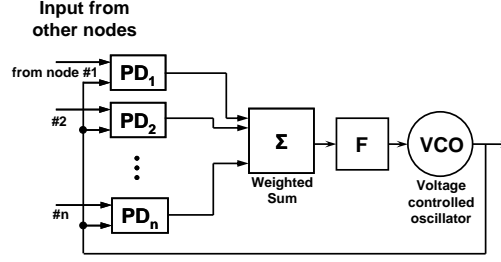 Input from
other nodes
from node #1
PD1
#2
PD2
#n
PDn
Σ
Weighted
Sum
F
VCO
Voltage
controlled
oscillator